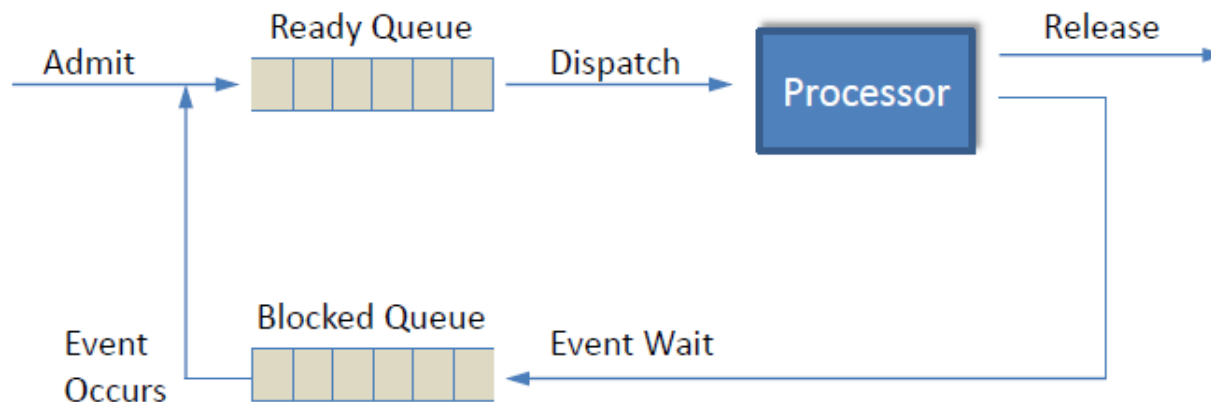 Ready Queue
Release
Admit
Dispatch
Processor
Blocked Queue
Event
Occurs
Event Wait